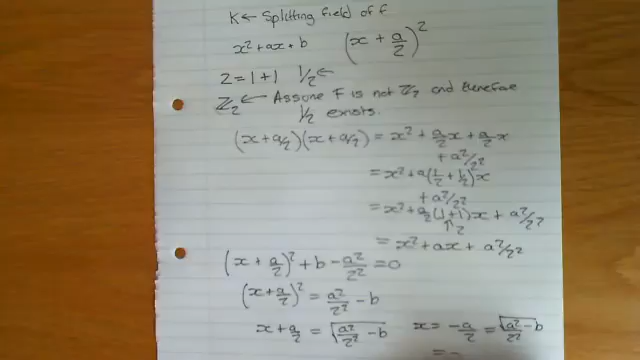 K ← Splitting field of f
x² + ax + b (x + a/2)²
2 = 1 + 1 1/2 ←
ℤ₂ ← Assume F is not ℤ₂ and therefore
1/2 exists.
(x + a/2)(x + a/2) = x² + a/2 x + a/2 x
+ a²/2²
= x² + a(1/2 + 1/2)x
+ a²/2²
= x² + a/2 (1+1)x + a²/2²
↑ 2
= x² + ax + a²/2²
(x + a/2)² + b - a²/2² = 0
(x + a/2)² = a²/2² - b
x + a/2 = √(a²/2² - b) x = -a/2 = √(a²/2² - b)
= -